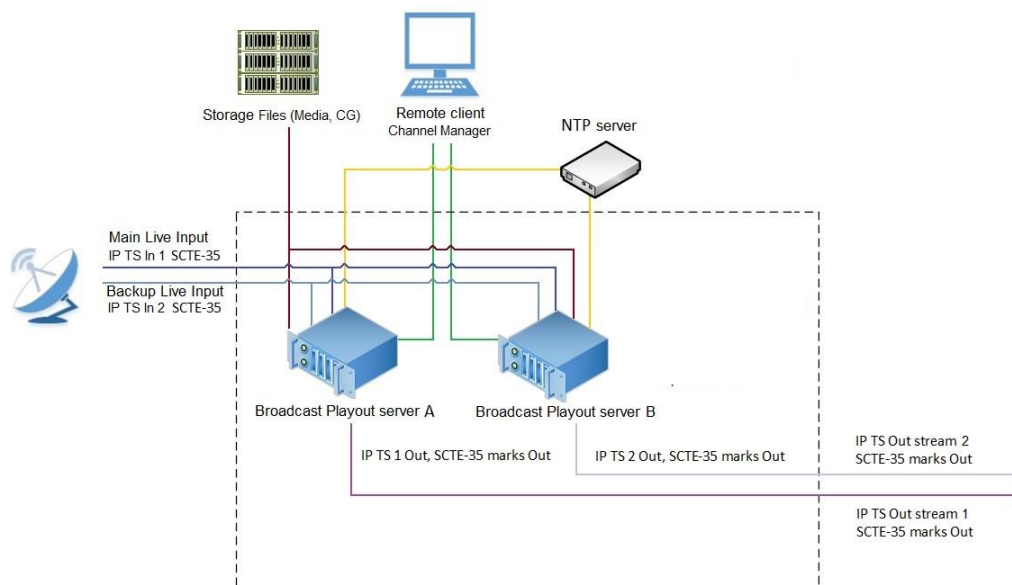 Storage Files (Media, CG)
Remote client
Channel Manager
NTP server
Main Live Input
IP TS In 1 SCTE-35
Backup Live Input
IP TS In 2 SCTE-35
Broadcast Playout server A
Broadcast Playout server B
IP TS 1 Out, SCTE-35 marks Out
IP TS 2 Out, SCTE-35 marks Out
IP TS Out stream 2
SCTE-35 marks Out
IP TS Out stream 1
SCTE-35 marks Out